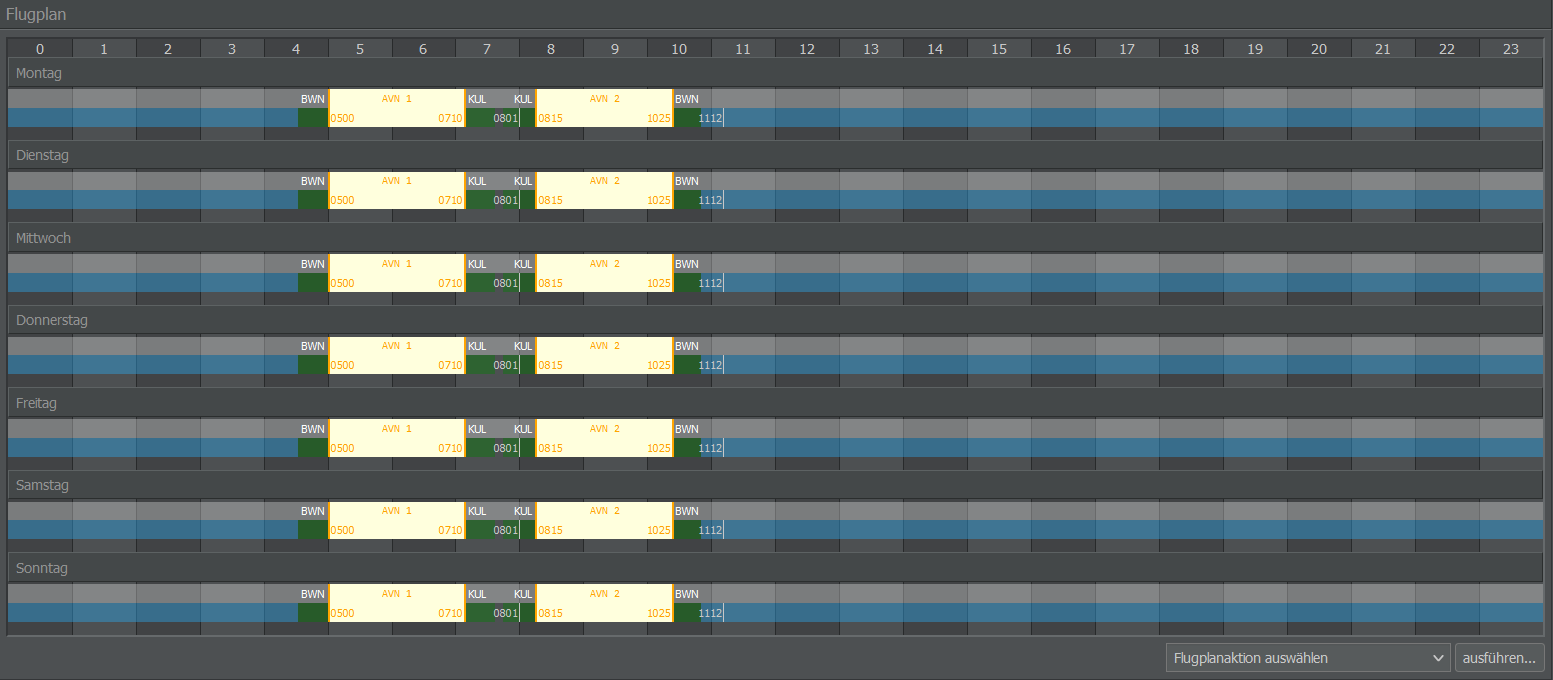 Flugplan
0 1 2 3 4 5 6 7 8 9 10 11 12 13 14 15 16 17 18 19 20 21 22 23
Montag
BWN AVN 1 KUL KUL AVN 2 BWN
0500 0710 0801 0815 1025 1112
Dienstag
BWN AVN 1 KUL KUL AVN 2 BWN
0500 0710 0801 0815 1025 1112
Mittwoch
BWN AVN 1 KUL KUL AVN 2 BWN
0500 0710 0801 0815 1025 1112
Donnerstag
BWN AVN 1 KUL KUL AVN 2 BWN
0500 0710 0801 0815 1025 1112
Freitag
BWN AVN 1 KUL KUL AVN 2 BWN
0500 0710 0801 0815 1025 1112
Samstag
BWN AVN 1 KUL KUL AVN 2 BWN
0500 0710 0801 0815 1025 1112
Sonntag
BWN AVN 1 KUL KUL AVN 2 BWN
0500 0710 0801 0815 1025 1112
Flugplanaktion auswählen ausführen...